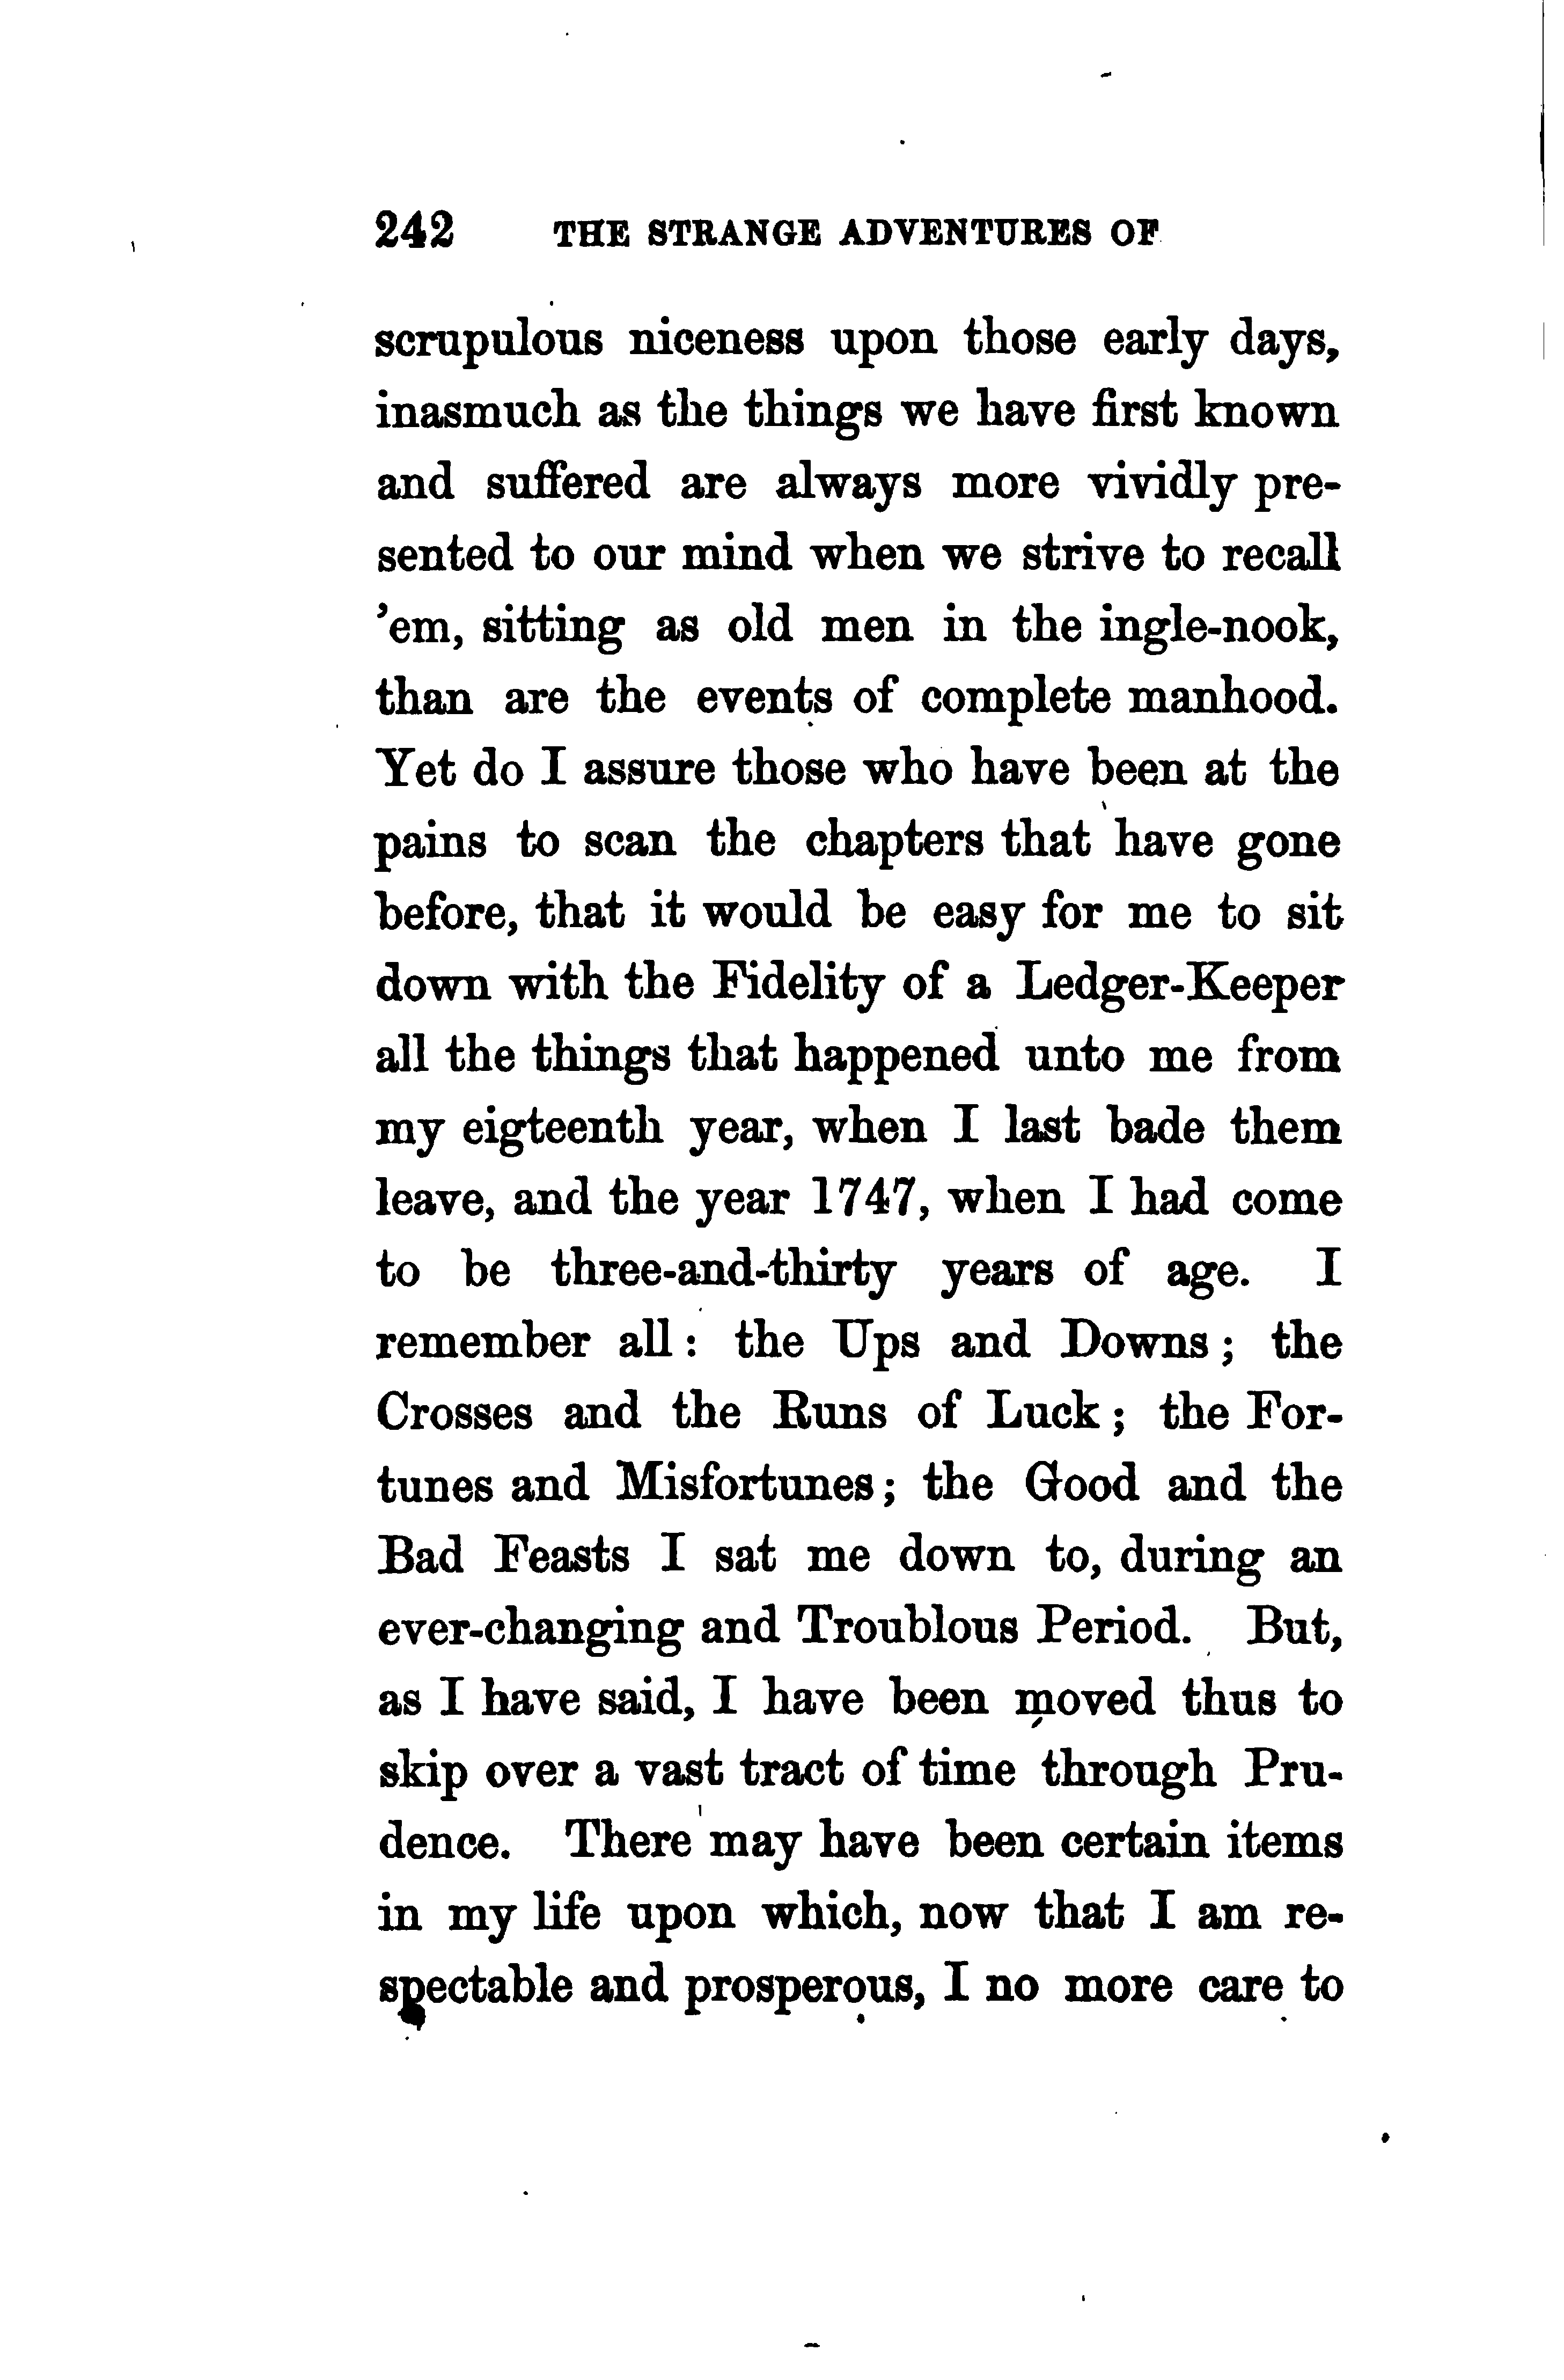 242 THE STRANGE ADVENTURES OF
scrupulous niceness upon those early days,
inasmuch as the things we have first known
and suffered are always more vividly pre-
sented to our mind when we strive to recall
’em, sitting as old men in the ingle-nook,
than are the events of complete manhood.
Yet do I assure those who have been at the
pains to scan the chapters that have gone
before, that it would be easy for me to sit
down with the Fidelity of a Ledger-Keeper
all the things that happened unto me from
my eigteenth year, when I last bade them
leave, and the year 1747, when I had come
to be three-and-thirty years of age. I
remember all: the Ups and Downs; the
Crosses and the Runs of Luck; the For-
tunes and Misfortunes; the Good and the
Bad Feasts I sat me down to, during an
ever-changing and Troublous Period. But,
as I have said, I have been moved thus to
skip over a vast tract of time through Pru-
dence. There may have been certain items
in my life upon which, now that I am re-
spectable and prosperous, I no more care to